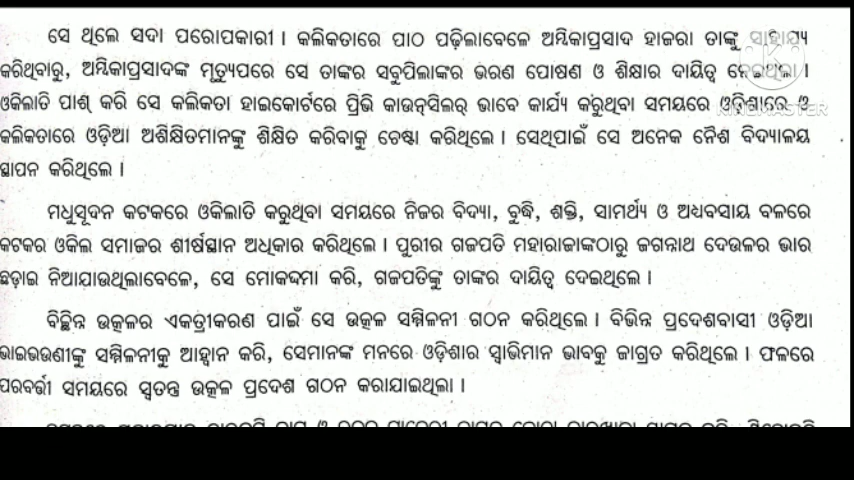 ସେ ଥିଲେ ସଦା ପରୋପକାରୀ । କଲିକତାରେ ପାଠ ପଢ଼ିଲାବେଳେ ଅମ୍ବିକାପ୍ରସାଦ ହାଜରା ତାଙ୍କୁ ସାହାଯ୍ୟ
କରିଥିବାରୁ, ଅମ୍ବିକାପ୍ରସାଦଙ୍କ ମୃତ୍ୟୁପରେ ସେ ତାଙ୍କର ସବୁପିଲାଙ୍କର ଭରଣ ପୋଷଣ ଓ ଶିକ୍ଷାର ଦାୟିତ୍ୱ ନେଇଥିଲା ।
ଓକିଲାତି ପାଶ୍ କରି ସେ କଲିକତା ହାଇକୋର୍ଟରେ ପ୍ରିଭି କାଉନ୍‌ସିଲର୍ ଭାବେ କାର୍ଯ୍ୟ କରୁଥିବା ସମୟରେ ଓଡ଼ିଶାରେ ଓ
KINEMASTER
କଲିକତାରେ ଓଡ଼ିଆ ଅଶିକ୍ଷିତମାନଙ୍କୁ ଶିକ୍ଷିତ କରିବାକୁ ଚେଷ୍ଟା କରିଥିଲେ । ସେଥିପାଇଁ ସେ ଅନେକ ନୈଶ ବିଦ୍ୟାଳୟ
ସ୍ଥାପନ କରିଥିଲେ ।
ମଧୁସୂଦନ କଟକରେ ଓକିଲାତି କରୁଥିବା ସମୟରେ ନିଜର ବିଦ୍ୟା, ବୁଦ୍ଧି, ଶକ୍ତି, ସାମର୍ଥ୍ୟ ଓ ଅଧ୍ୟବସାୟ ବଳରେ
କଟକର ଓକିଲ ସମାଜର ଶୀର୍ଷସ୍ଥାନ ଅଧିକାର କରିଥିଲେ । ପୁରୀର ଗଜପତି ମହାରାଜାଙ୍କଠାରୁ ଜଗନ୍ନାଥ ଦେଉଳର ଭାର
ଛଡ଼ାଇ ନିଆଯାଉଥିଲାବେଳେ, ସେ ମୋକଦ୍ଦମା କରି, ଗଜପତିଙ୍କୁ ତାଙ୍କର ଦାୟିତ୍ୱ ଦେଇଥିଲେ ।
ବିଚ୍ଛିନ୍ନ ଉତ୍କଳର ଏକତ୍ରୀକରଣ ପାଇଁ ସେ ଉତ୍କଳ ସମ୍ମିଳନୀ ଗଠନ କରିଥିଲେ । ବିଭିନ୍ନ ପ୍ରଦେଶବାସୀ ଓଡ଼ିଆ
ଭାଇଭଉଣୀଙ୍କୁ ସମ୍ମିଳନୀକୁ ଆହ୍ୱାନ କରି, ସେମାନଙ୍କ ମନରେ ଓଡ଼ିଶାର ସ୍ୱାଭିମାନ ଭାବକୁ ଜାଗ୍ରତ କରିଥିଲେ । ଫଳରେ
ପରବର୍ତ୍ତୀ ସମୟରେ ସ୍ୱତନ୍ତ୍ର ଉତ୍କଳ ପ୍ରଦେଶ ଗଠନ କରାଯାଇଥିଲା ।